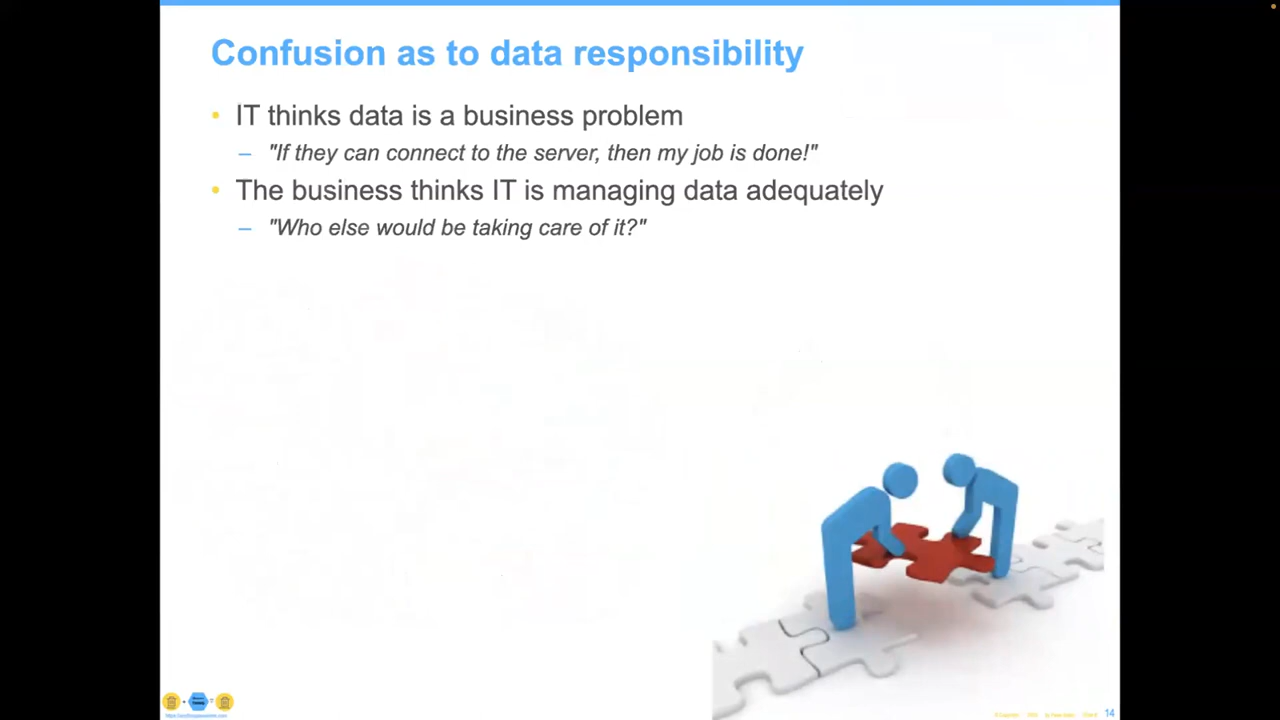 Confusion as to data responsibility
• IT thinks data is a business problem
– "If they can connect to the server, then my job is done!"
• The business thinks IT is managing data adequately
– "Who else would be taking care of it?"
14